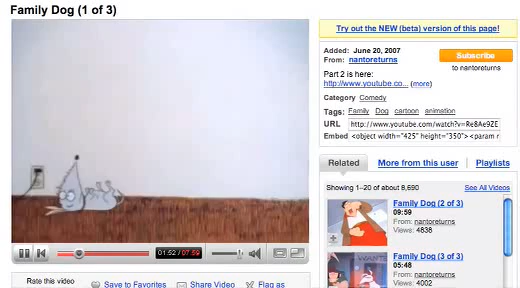 Family Dog (1 of 3)
Try out the NEW (beta) version of this page!
Added: June 20, 2007
From: nantoreturns
Subscribe
to nantoreturns
Part 2 is here:
http://www.youtube.co... (more)
Category Comedy
Tags: Family Dog cartoon animation
URL http://www.youtube.com/watch?v=Re8Ae9ZE
Embed <object width="425" height="350"><param r
Related More from this user Playlists
Showing 1-20 of about 8,690 See All Videos
Family Dog (2 of 3)
09:59
From: nantoreturns
Views: 4838
Family Dog (3 of 3)
05:48
From: nantoreturns
Views: 4002
WANTE
01:52 / 07:59
Rate this video Save to Favorites Share Video Flag as